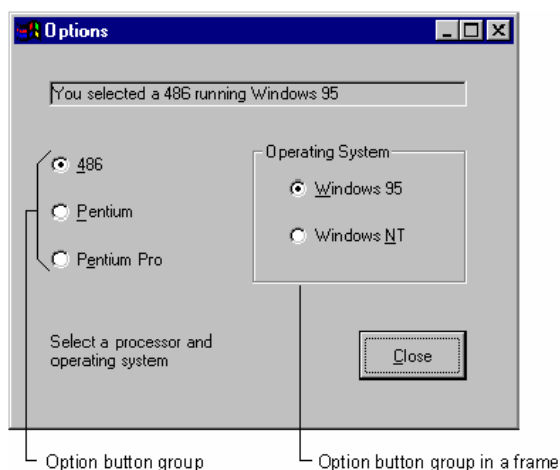 Options
You selected a 486 running Windows 95
486
Pentium
Pentium Pro
Operating System
Windows 95
Windows NT
Select a processor and
operating system
Close
Option button group
Option button group in a frame